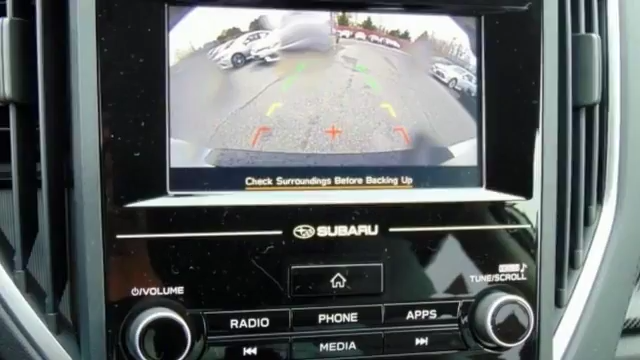 Check Surroundings Before Backing Up
SUBARU
⏻/VOLUME
TUNE/SCROLL
RADIO
PHONE
APPS
MEDIA